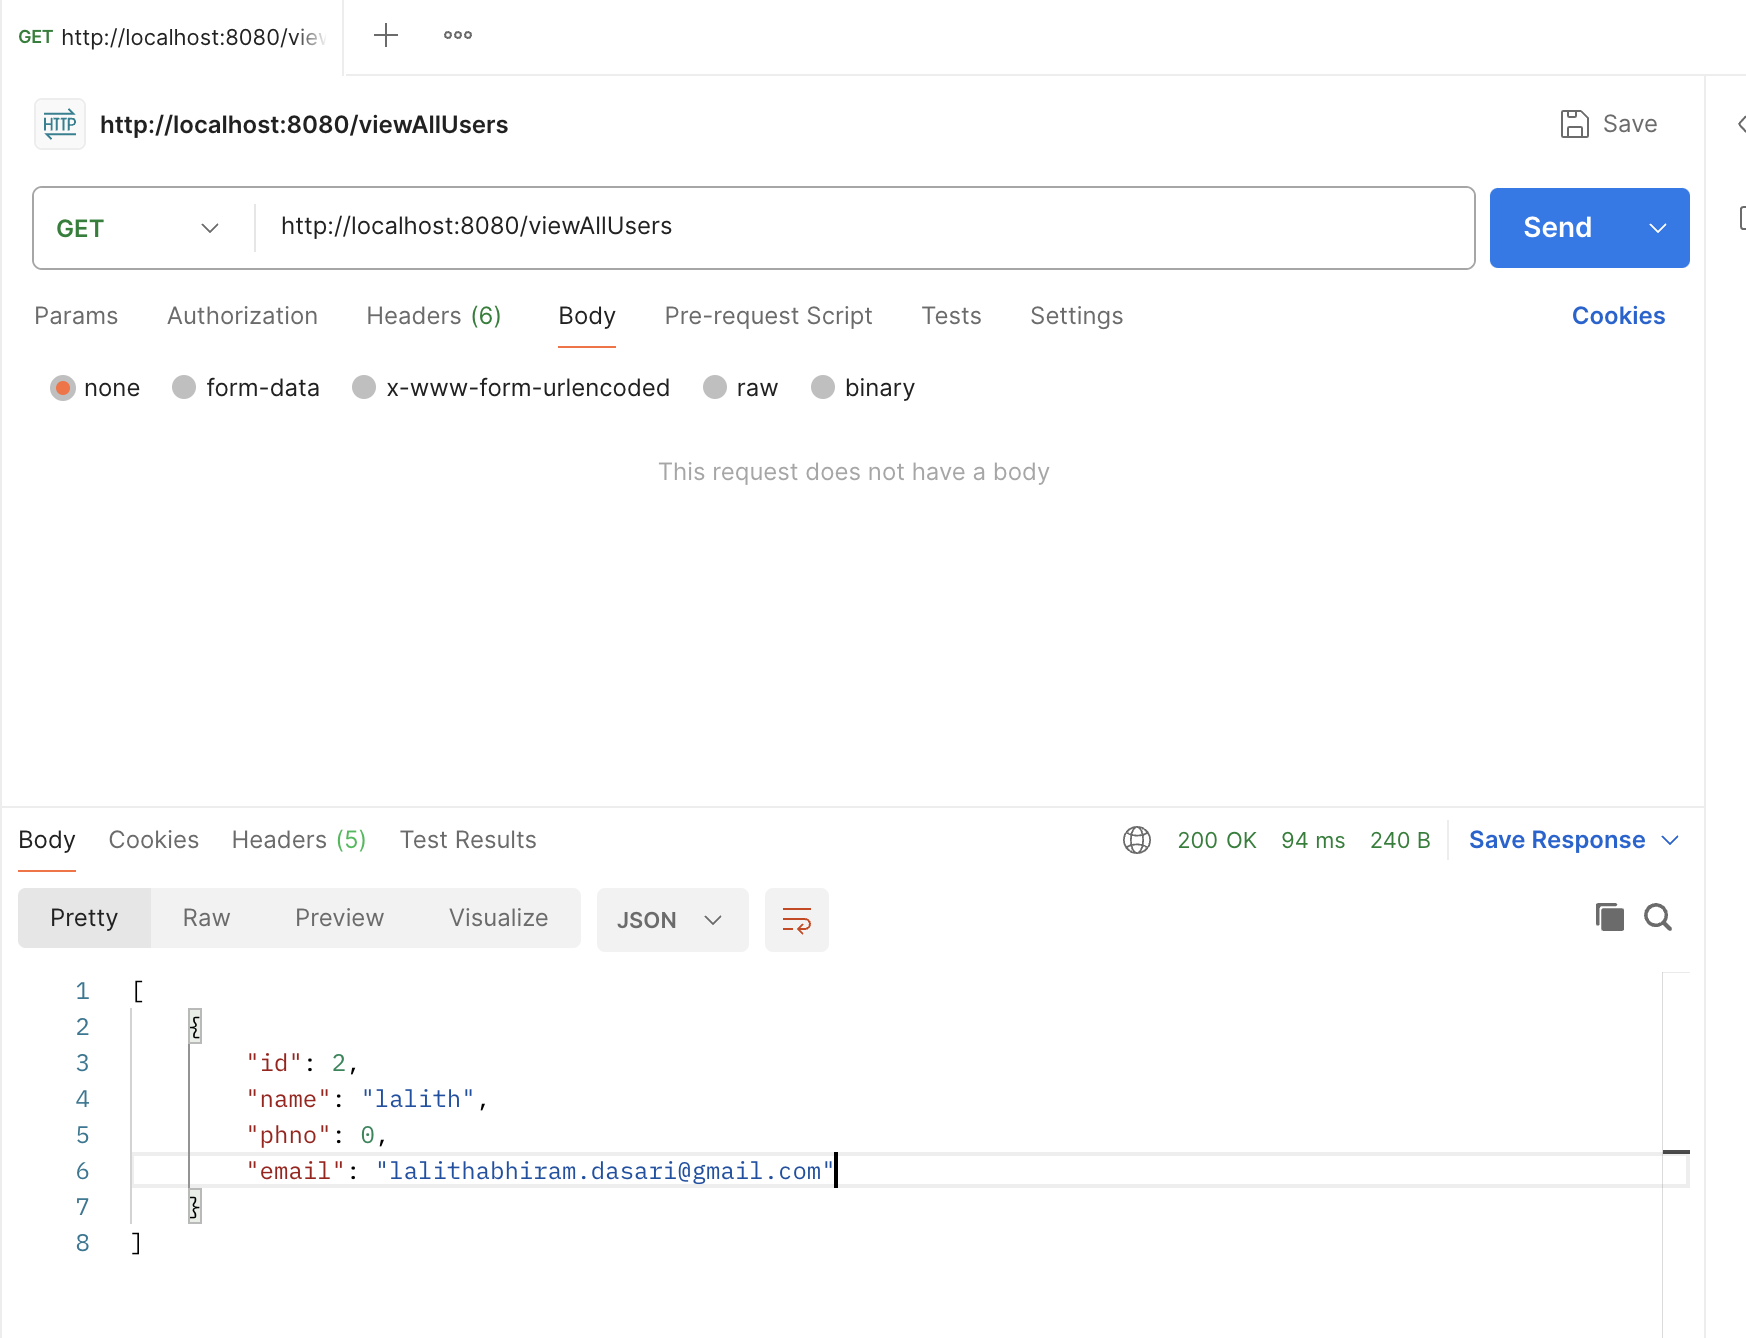 GET http://localhost:8080/view
HTTP http://localhost:8080/viewAllUsers Save
GET http://localhost:8080/viewAllUsers Send
Params Authorization Headers (6) Body Pre-request Script Tests Settings Cookies
none form-data x-www-form-urlencoded raw binary
This request does not have a body
Body Cookies Headers (5) Test Results 200 OK 94 ms 240 B Save Response
Pretty Raw Preview Visualize JSON
1 [
2 {
3 "id": 2,
4 "name": "lalith",
5 "phno": 0,
6 "email": "lalithabhiram.dasari@gmail.com"
7 }
8 ]